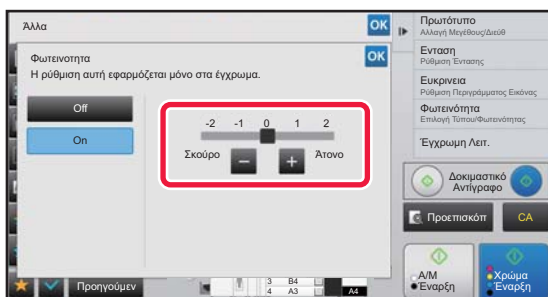 Άλλα
OK
Φωτεινοτητα
OK
Η ρύθμιση αυτή εφαρμόζεται μόνο στα έγχρωμα.
Off
On
-2 -1 0 1 2
Σκούρο
Άτονο
Προηγούμεν
3 B4
4 A3
A4
Πρωτότυπο
Αλλαγή Μεγέθους/Διεύθ
Ενταση
Ρύθμιση Έντασης
Ευκρινεια
Ρύθμιση Περιγράμματος Εικόνας
Φωτεινότητα
Επιλογή Τύπου/Φωτεινότητας
Έγχρωμη Λειτ.
Δοκιμαστικό
Αντίγραφο
Προεπισκόπ
CA
Α/Μ
Έναρξη
Χρώμα
Έναρξη